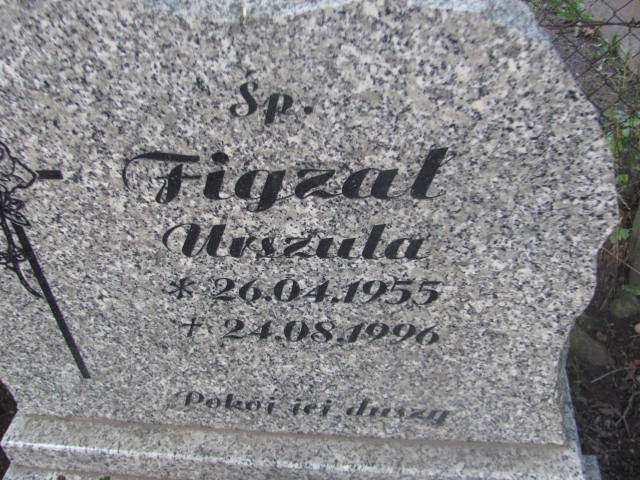 Śp.
Figzał
Urszula
* 26.04.1955
+ 24.08.1996
Pokój jej duszy